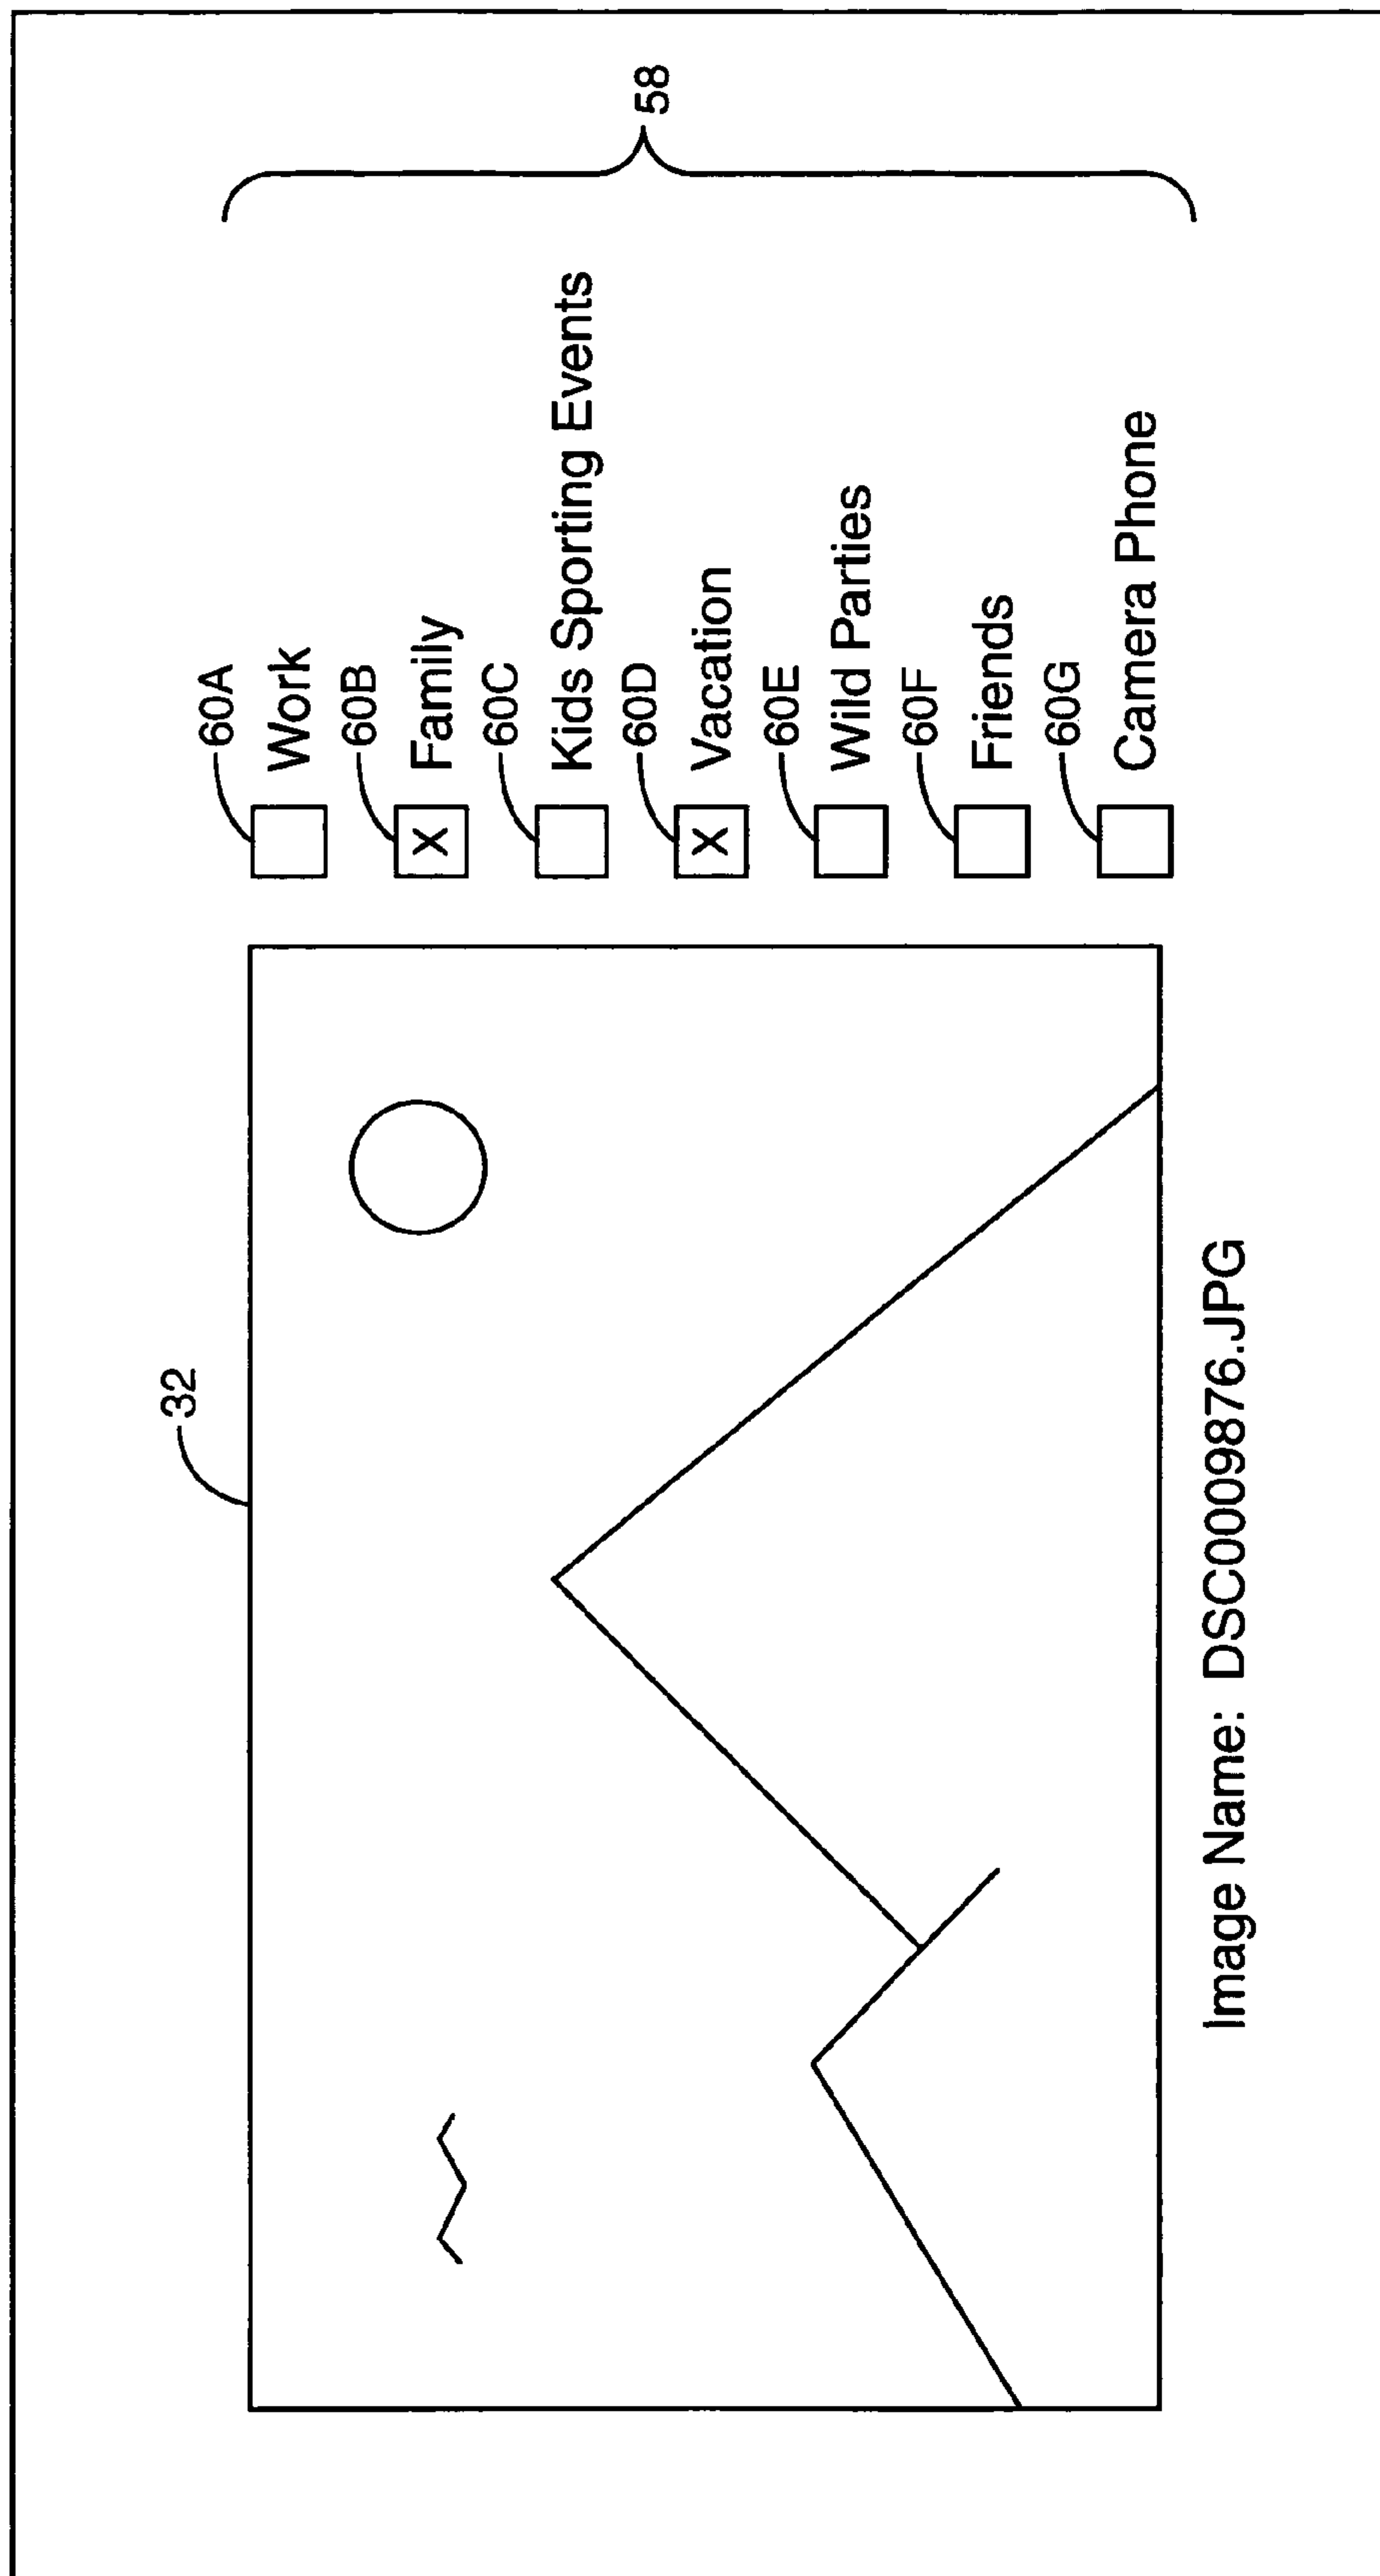 32
60A
Work
60B
X Family
60C
Kids Sporting Events
60D
X Vacation
60E
Wild Parties
60F
Friends
60G
Camera Phone
58
Image Name: DSC0009876.JPG